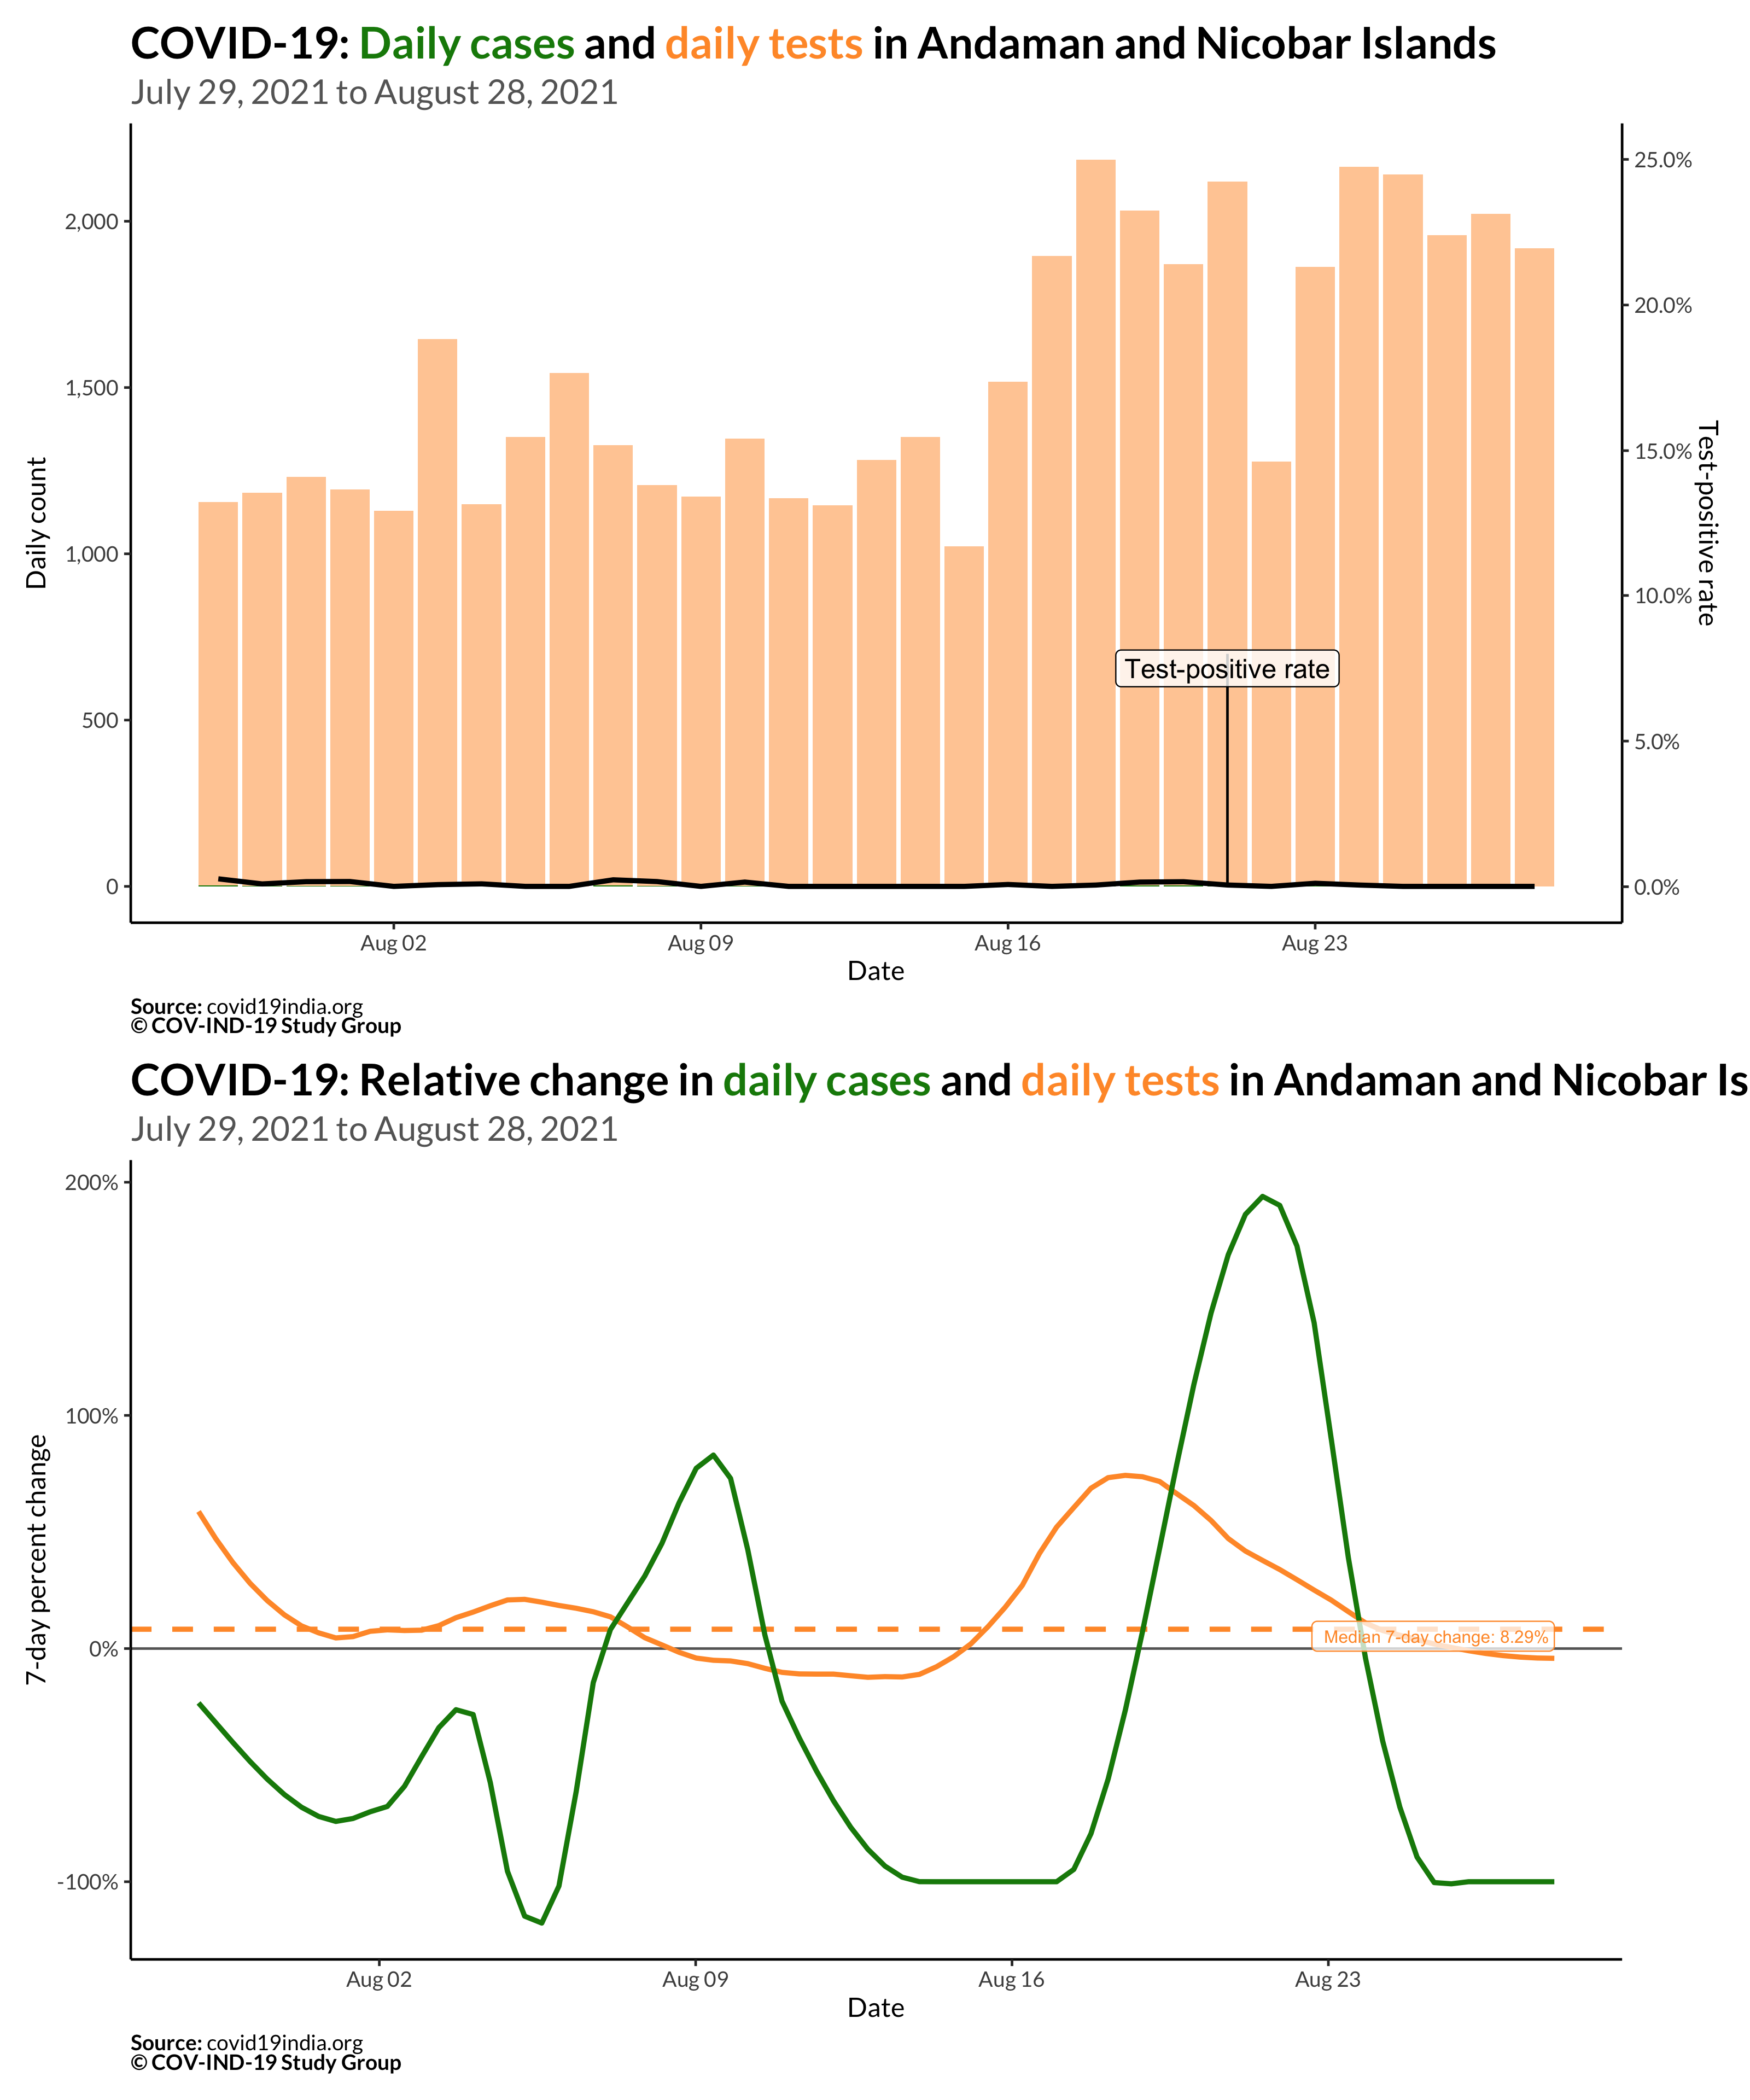 COVID-19: Daily cases and daily tests in Andaman and Nicobar Islands
July 29, 2021 to August 28, 2021
Daily count
2,000
1,500
1,000
500
0
25.0%
20.0%
15.0%
10.0%
5.0%
0.0%
Test-positive rate
Test-positive rate
Aug 02
Aug 09
Aug 16
Aug 23
Date
Source: covid19india.org
© COV-IND-19 Study Group
COVID-19: Relative change in daily cases and daily tests in Andaman and Nicobar Is
July 29, 2021 to August 28, 2021
7-day percent change
200%
100%
0%
-100%
Median 7-day change: 8.29%
Aug 02
Aug 09
Aug 16
Aug 23
Date
Source: covid19india.org
© COV-IND-19 Study Group